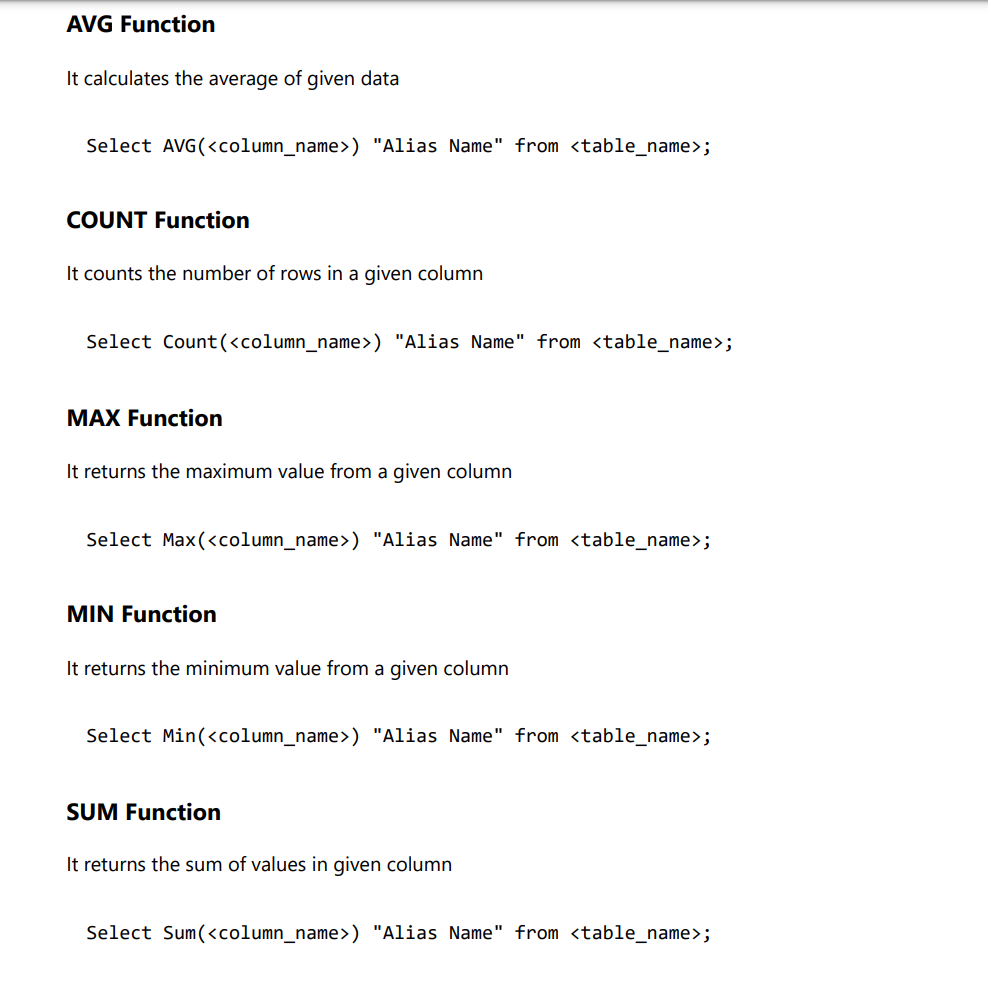 AVG Function
It calculates the average of given data
Select AVG(<column_name>) "Alias Name" from <table_name>;
COUNT Function
It counts the number of rows in a given column
Select Count(<column_name>) "Alias Name" from <table_name>;
MAX Function
It returns the maximum value from a given column
Select Max(<column_name>) "Alias Name" from <table_name>;
MIN Function
It returns the minimum value from a given column
Select Min(<column_name>) "Alias Name" from <table_name>;
SUM Function
It returns the sum of values in given column
Select Sum(<column_name>) "Alias Name" from <table_name>;